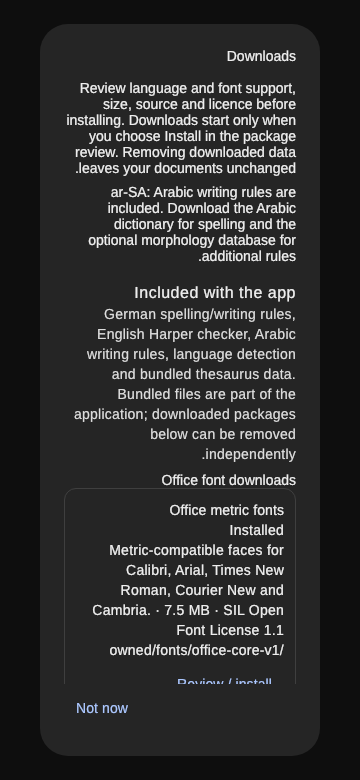 Downloads
Review language and font support,
size, source and licence before
installing. Downloads start only when
you choose Install in the package
review. Removing downloaded data
.leaves your documents unchanged
ar-SA: Arabic writing rules are
included. Download the Arabic
dictionary for spelling and the
optional morphology database for
.additional rules
Included with the app
German spelling/writing rules,
English Harper checker, Arabic
writing rules, language detection
and bundled thesaurus data.
Bundled files are part of the
application; downloaded packages
below can be removed
.independently
Office font downloads
Office metric fonts
Installed
Metric-compatible faces for
Calibri, Arial, Times New
Roman, Courier New and
Cambria. · 7.5 MB · SIL Open
Font License 1.1
owned/fonts/office-core-v1/
Review / install
Not now